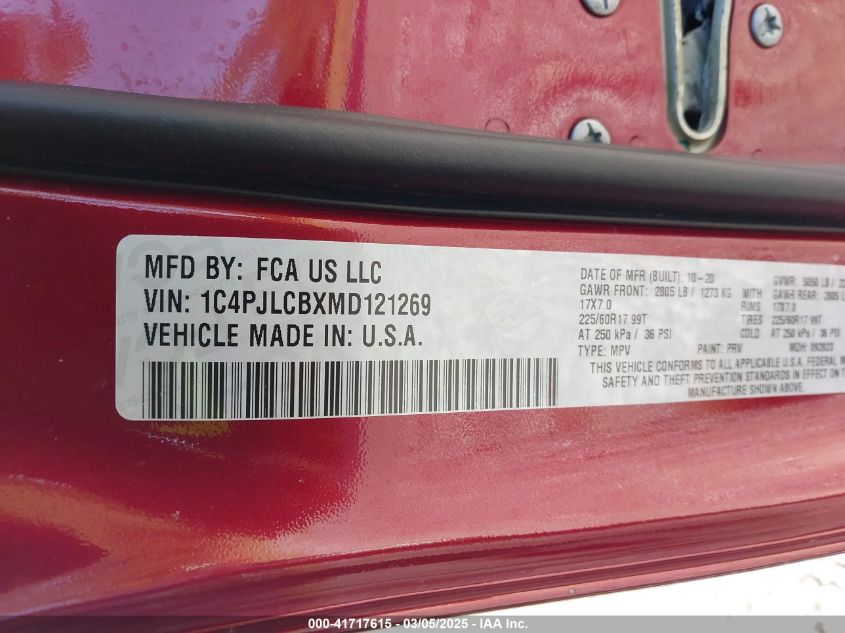 MFD BY: FCA US LLC
VIN: 1C4PJLCBXMD121269
VEHICLE MADE IN: U.S.A.
DATE OF MFR (BUILT): 10-20
GVWR: 5050 LB /
GAWR FRONT: 2805 LB / 1273 KG WITH GAWR REAR: 2805
17X7.0 RIMS 17X7.0
225/60R17 99T TIRES 225/60R17 99T
AT 250 kPa / 36 PSI COLD AT 250 kPa / 36 PSI
TYPE: MPV PAINT: PRV MDH: 092823
THIS VEHICLE CONFORMS TO ALL APPLICABLE U.S.A. FEDERAL
SAFETY AND THEFT PREVENTION STANDARDS IN EFFECT ON
MANUFACTURE SHOWN ABOVE.
000-41717615 - 03/05/2025 - IAA Inc.